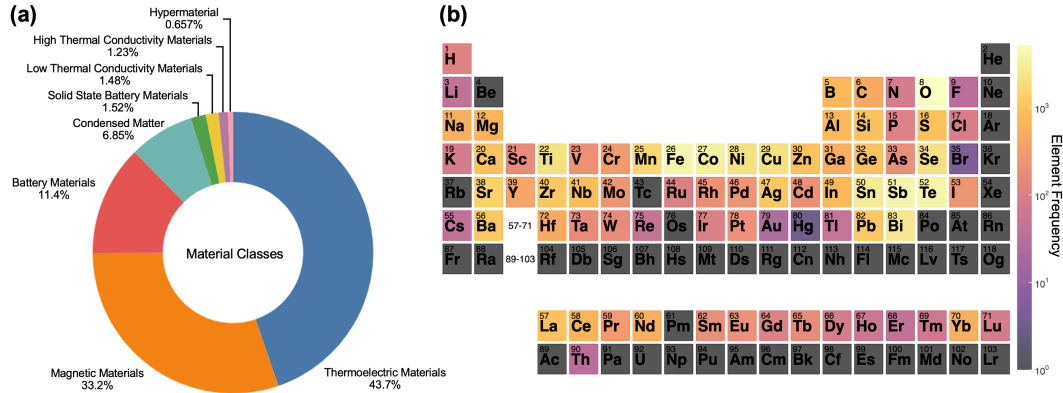 (a)
Hypermaterial
0.657%
High Thermal Conductivity Materials
1.23%
Low Thermal Conductivity Materials
1.48%
Solid State Battery Materials
1.52%
Condensed Matter
6.85%
Battery Materials
11.4%
Material Classes
Magnetic Materials
33.2%
Thermoelectric Materials
43.7%
(b)
1 2
H He
3 4 5 6 7 8 9 10
Li Be B C N O F Ne
11 12 13 14 15 16 17 18
Na Mg Al Si P S Cl Ar
19 20 21 22 23 24 25 26 27 28 29 30 31 32 33 34 35 36
K Ca Sc Ti V Cr Mn Fe Co Ni Cu Zn Ga Ge As Se Br Kr
37 38 39 40 41 42 43 44 45 46 47 48 49 50 51 52 53 54
Rb Sr Y Zr Nb Mo Tc Ru Rh Pd Ag Cd In Sn Sb Te I Xe
55 56 72 73 74 75 76 77 78 79 80 81 82 83 84 85 86
Cs Ba 57-71 Hf Ta W Re Os Ir Pt Au Hg Tl Pb Bi Po At Rn
87 88 104 105 106 107 108 109 110 111 112 113 114 115 116 117 118
Fr Ra 89-103 Rf Db Sg Bh Hs Mt Ds Rg Cn Nh Fl Mc Lv Ts Og
57 58 59 60 61 62 63 64 65 66 67 68 69 70 71
La Ce Pr Nd Pm Sm Eu Gd Tb Dy Ho Er Tm Yb Lu
89 90 91 92 93 94 95 96 97 98 99 100 101 102 103
Ac Th Pa U Np Pu Am Cm Bk Cf Es Fm Md No Lr
10³
10²
10¹
10⁰
Element Frequency